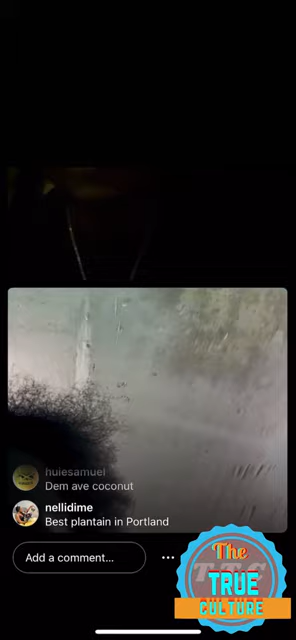 huiesamuel
Dem ave coconut
nellidime
Best plantain in Portland
Add a comment...
The
T.T.C
TRUE
CULTURE